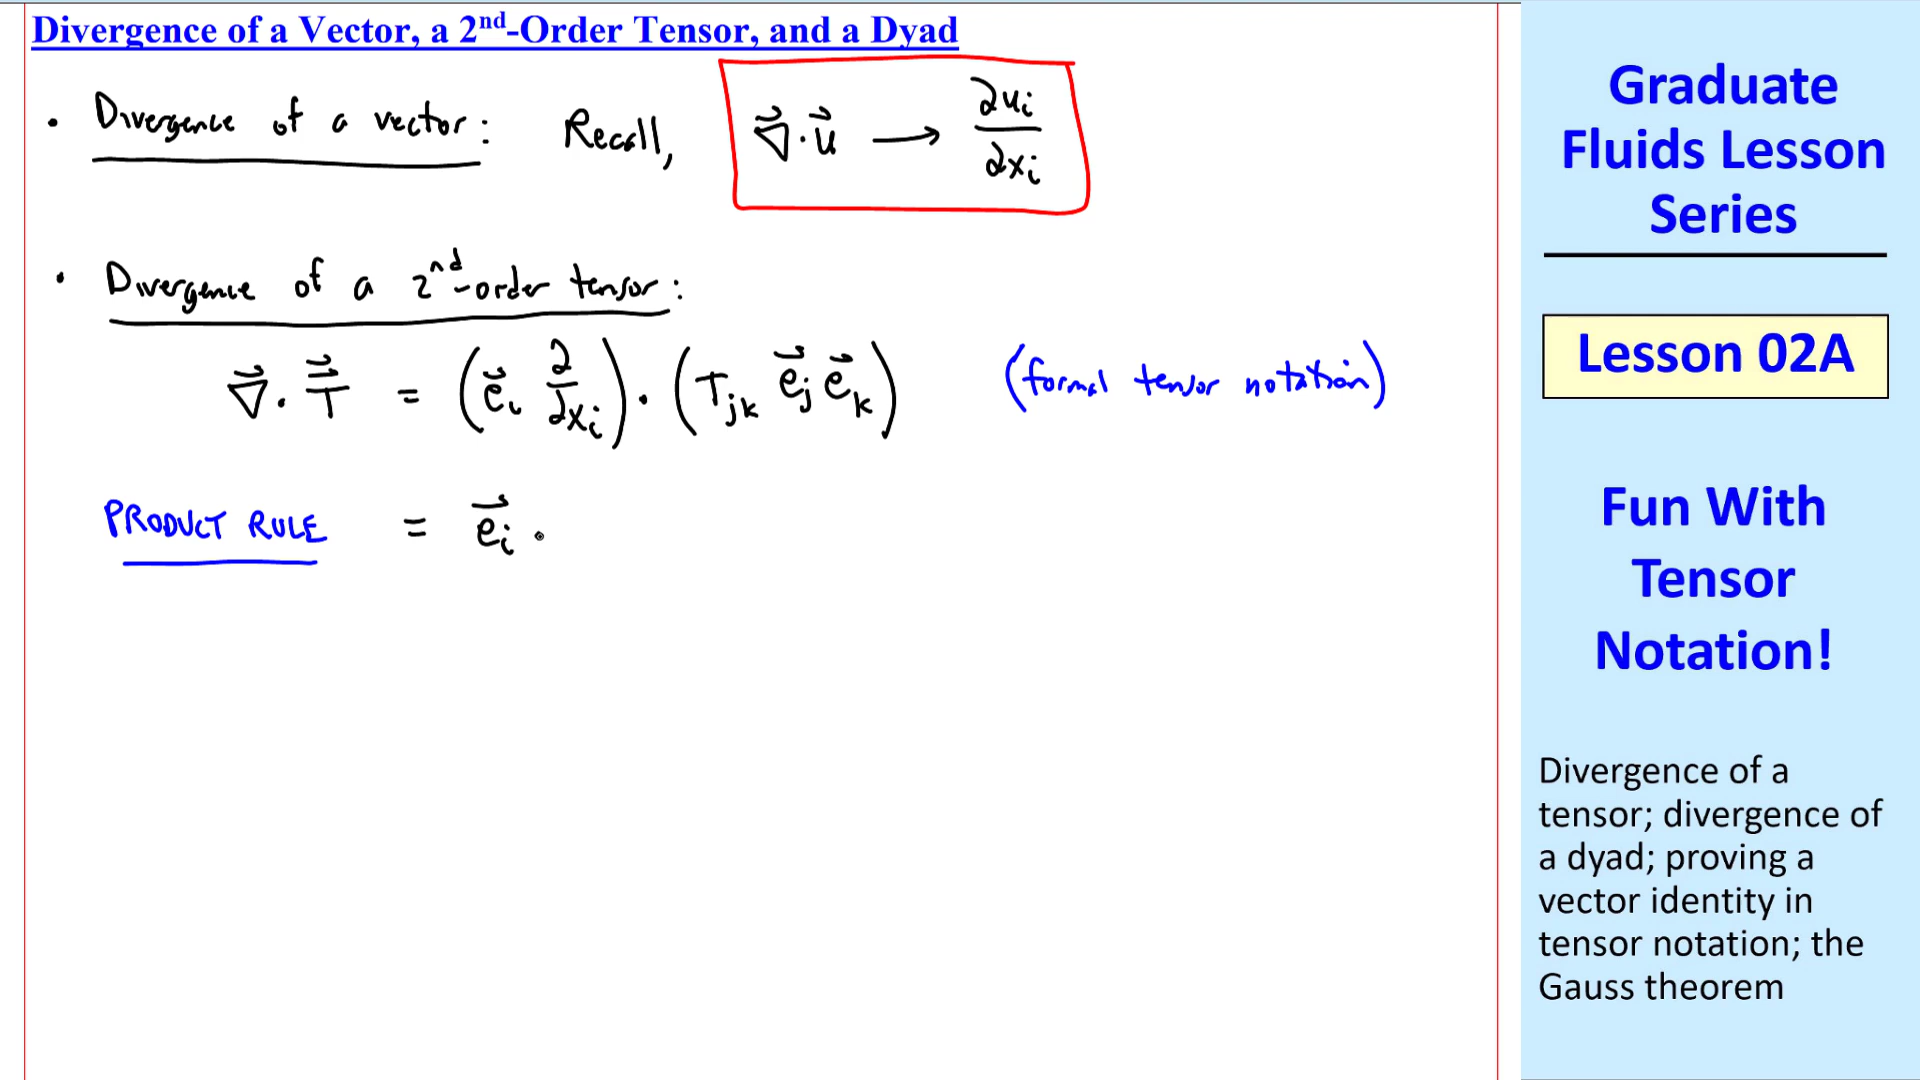 Divergence of a Vector, a 2nd-Order Tensor, and a Dyad
• Divergence of a vector: Recall, ∇⃗·u⃗ → ∂uᵢ/∂xᵢ
• Divergence of a 2nd-order tensor:
∇⃗·T⃗⃗ = (e⃗ᵢ ∂/∂xᵢ)·(Tⱼₖ e⃗ⱼ e⃗ₖ) (formal tensor notation)
PRODUCT RULE = e⃗ᵢ ·
Graduate
Fluids Lesson
Series
Lesson 02A
Fun With
Tensor
Notation!
Divergence of a
tensor; divergence of
a dyad; proving a
vector identity in
tensor notation; the
Gauss theorem